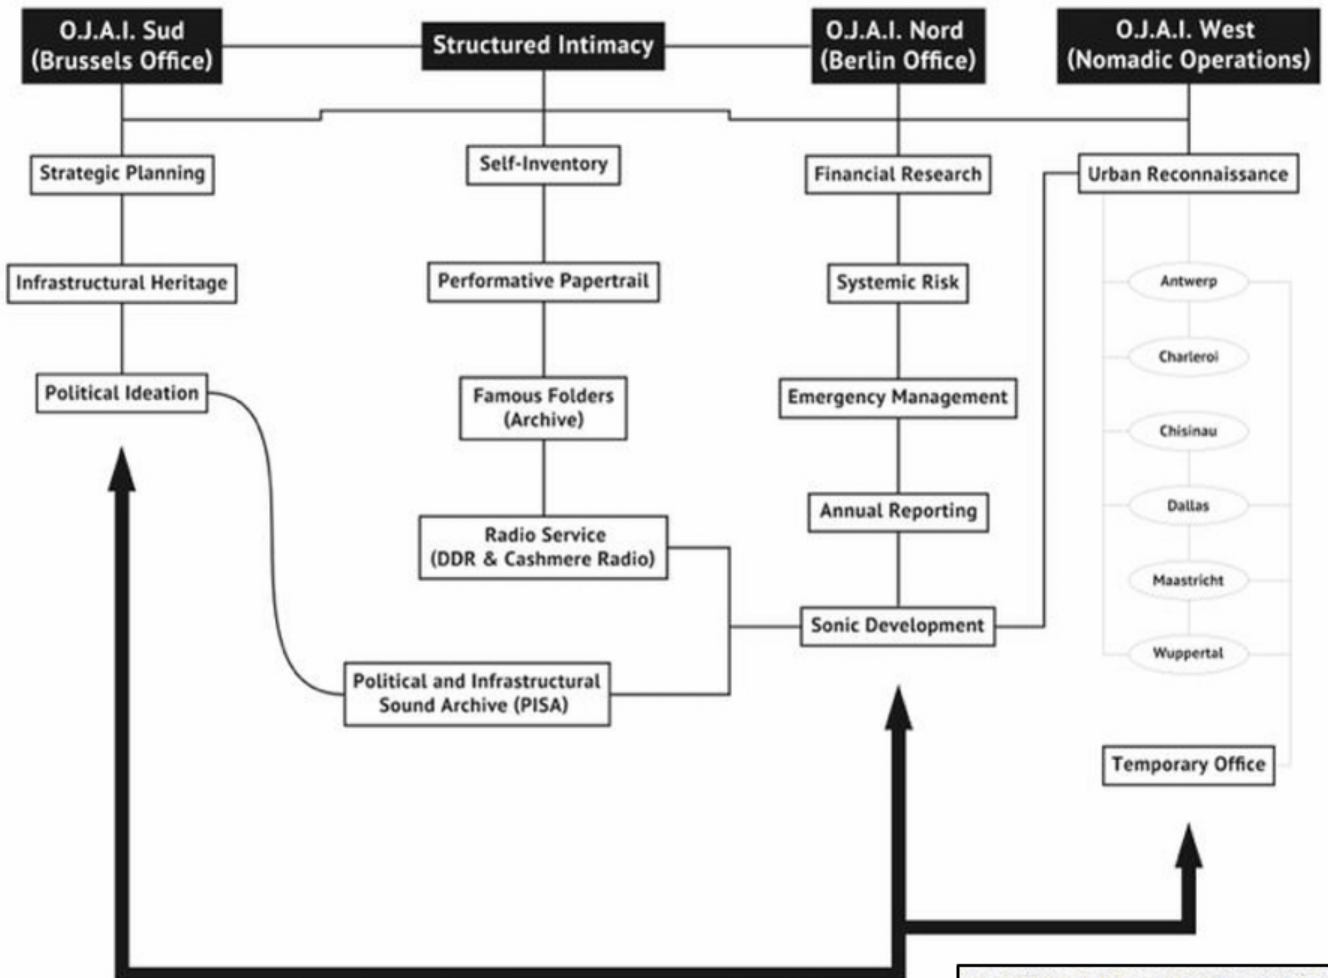 O.J.A.I. Sud
(Brussels Office)
Structured Intimacy
O.J.A.I. Nord
(Berlin Office)
O.J.A.I. West
(Nomadic Operations)
Strategic Planning
Self-Inventory
Financial Research
Urban Reconnaissance
Infrastructural Heritage
Performative Papertrail
Systemic Risk
Antwerp
Charleroi
Political Ideation
Famous Folders
(Archive)
Emergency Management
Chisinau
Annual Reporting
Dallas
Radio Service
(DDR & Cashmere Radio)
Maastricht
Sonic Development
Wuppertal
Political and Infrastructural
Sound Archive (PISA)
Temporary Office